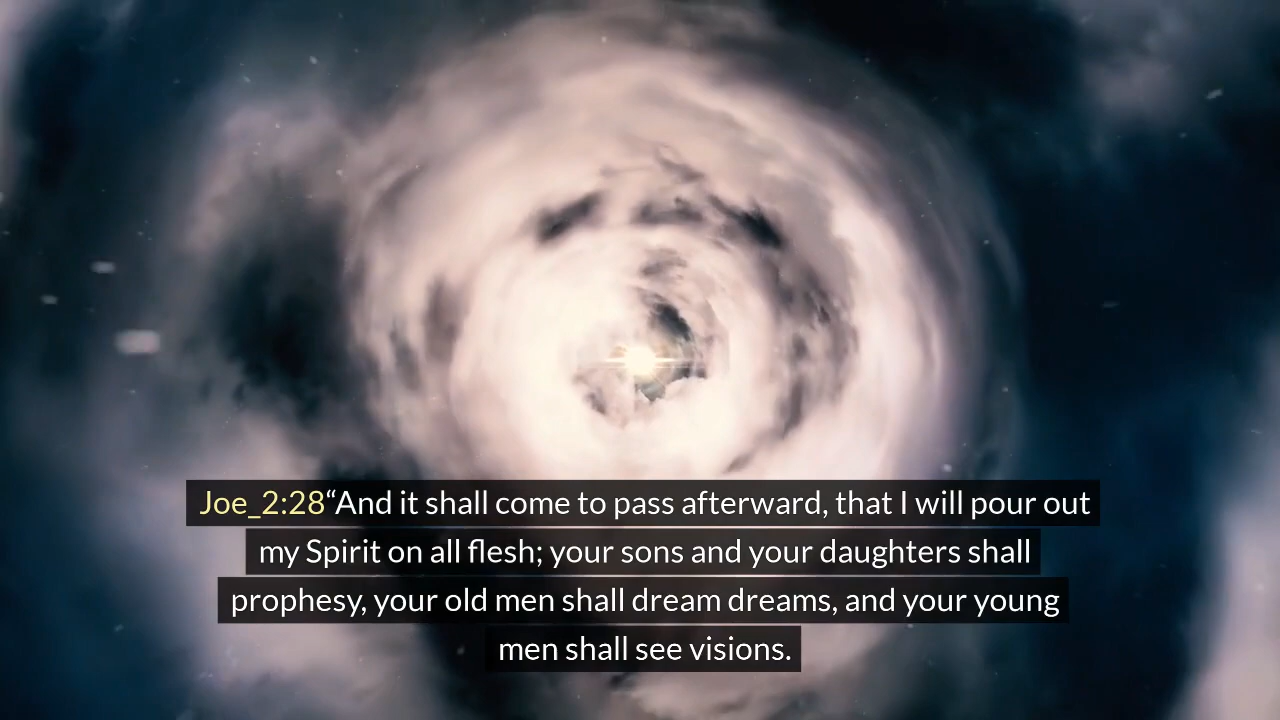 Joe_2:28“And it shall come to pass afterward, that I will pour out
my Spirit on all flesh; your sons and your daughters shall
prophesy, your old men shall dream dreams, and your young
men shall see visions.